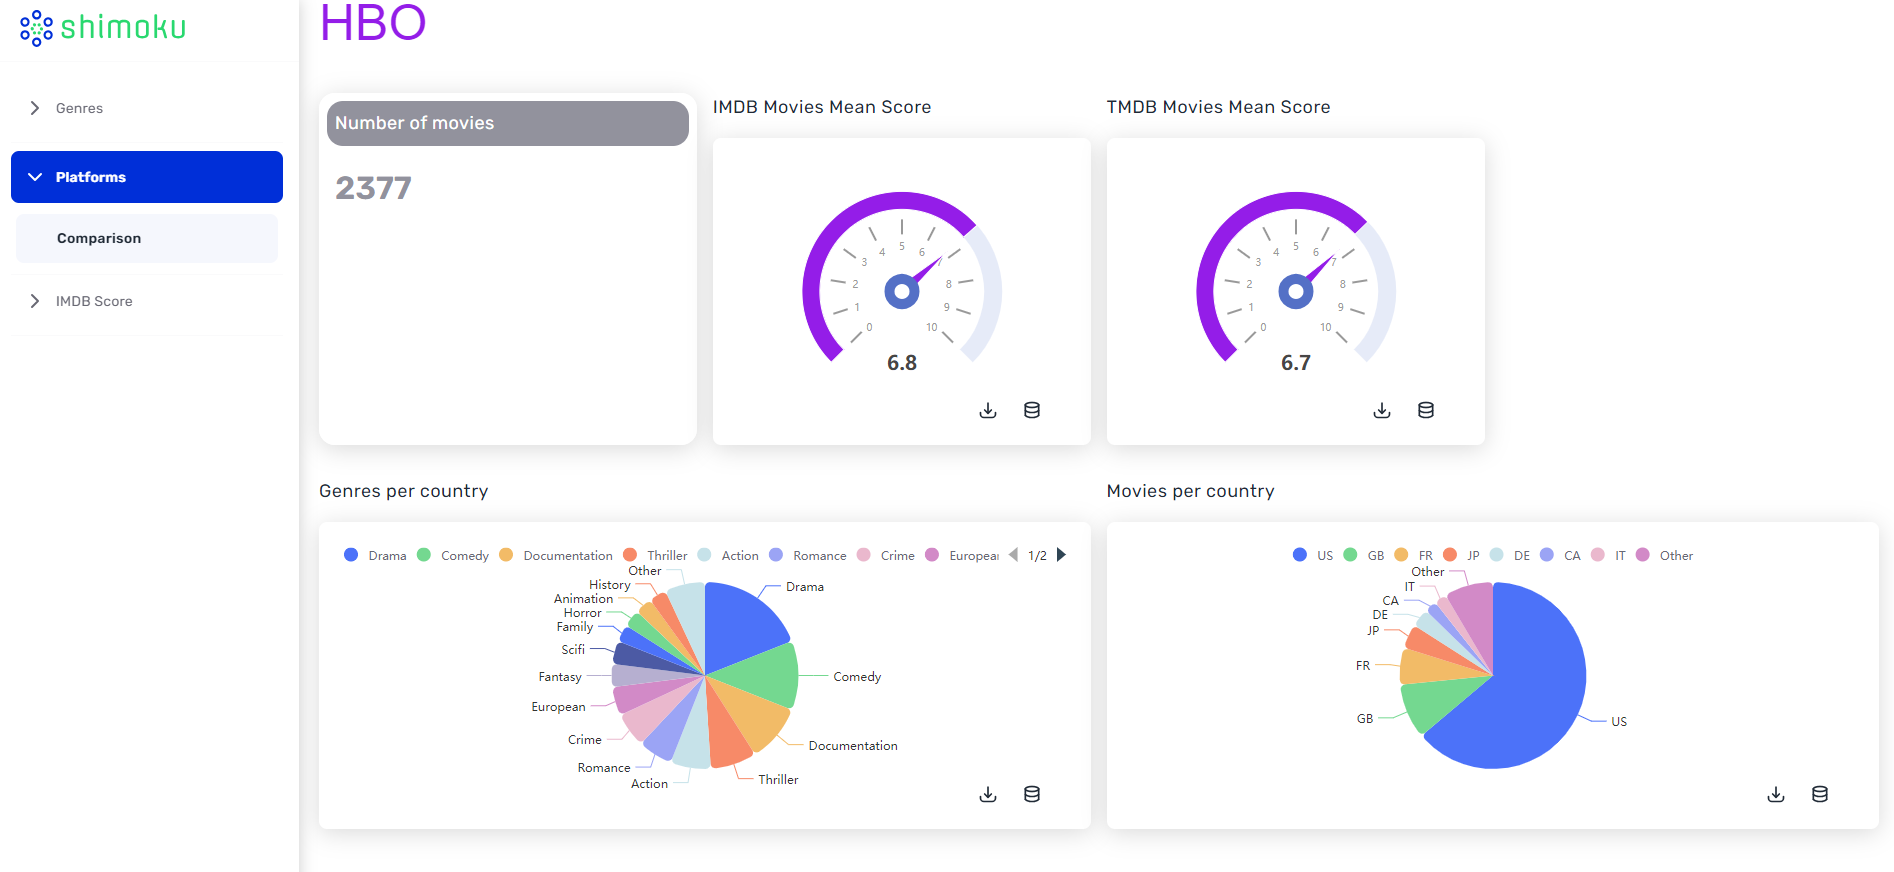 shimoku
Genres
Platforms
Comparison
IMDB Score
HBO
Number of movies
2377
IMDB Movies Mean Score
0
1
2
3
4
5
6
7
8
9
10
6.8
TMDB Movies Mean Score
0
1
2
3
4
5
6
7
8
9
10
6.7
Genres per country
Drama Comedy Documentation Thriller Action Romance Crime European 1/2
Other
History
Animation
Horror
Family
Scifi
Fantasy
European
Crime
Romance
Action
Drama
Comedy
Documentation
Thriller
Movies per country
US GB FR JP DE CA IT Other
Other
IT
CA
DE
JP
FR
GB
US